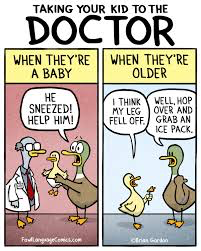 TAKING YOUR KID TO THE
DOCTOR
WHEN THEY'RE
A BABY
HE
SNEEZED!
HELP HIM!
FowlLanguageComics.com
WHEN THEY'RE
OLDER
I THINK
MY LEG
FELL OFF.
WELL, HOP
OVER AND
GRAB AN
ICE PACK.
©Brian Gordon